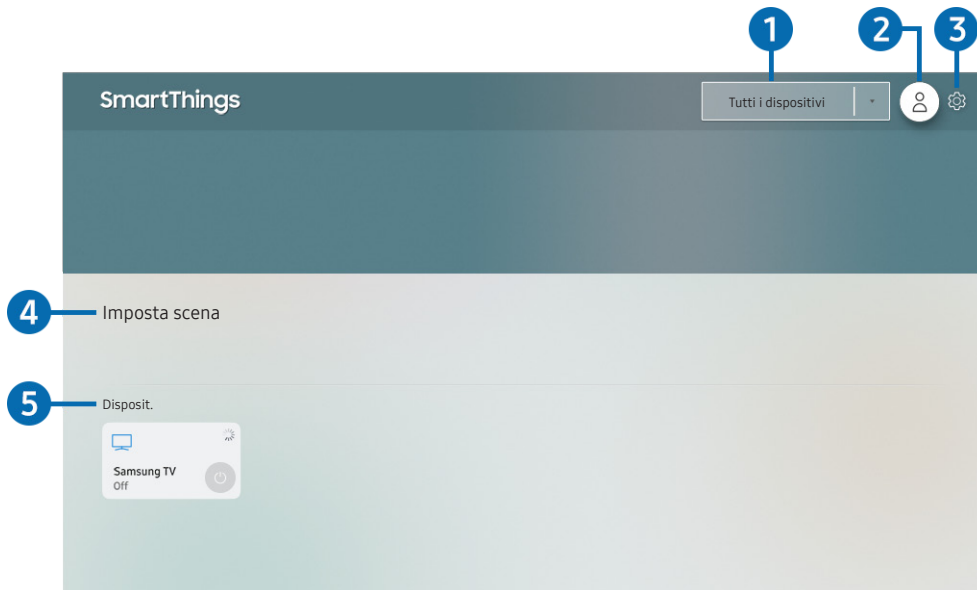 1 2 3
SmartThings
Tutti i dispositivi
4 Imposta scena
5 Disposit.
Samsung TV
Off